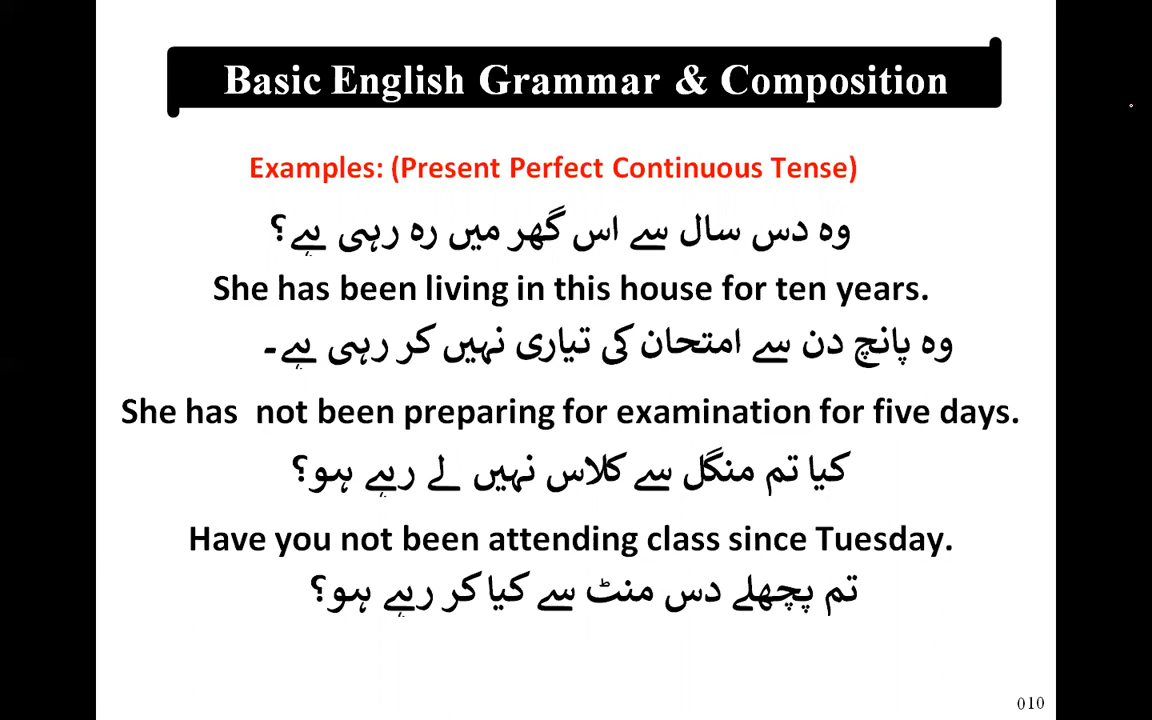 Basic English Grammar & Composition
Examples: (Present Perfect Continuous Tense)
وہ دس سال سے اس گھر میں رہ رہی ہے؟
She has been living in this house for ten years.
وہ پانچ دن سے امتحان کی تیاری نہیں کر رہی ہے۔
She has  not been preparing for examination for five days.
کیا تم منگل سے کلاس نہیں لے رہے ہو؟
Have you not been attending class since Tuesday.
تم پچھلے دس منٹ سے کیا کر رہے ہو؟
010